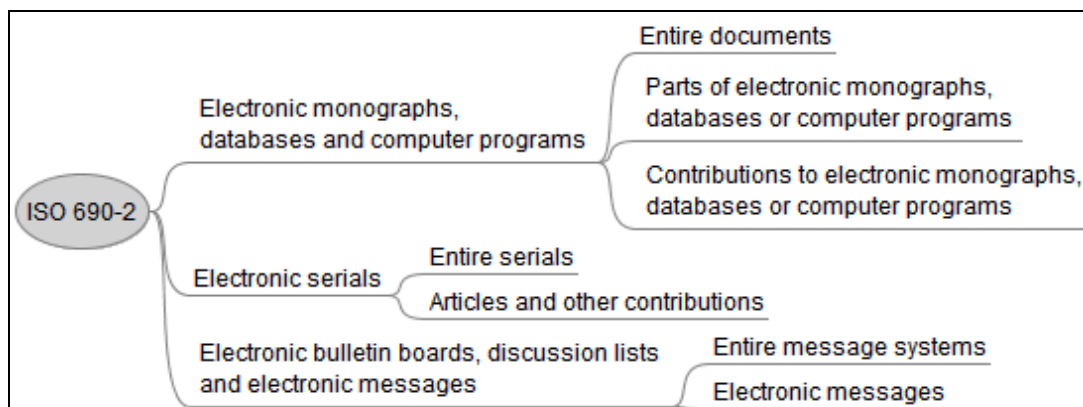 Entire documents
Electronic monographs,
databases and computer programs
Parts of electronic monographs,
databases or computer programs
Contributions to electronic monographs,
databases or computer programs
ISO 690-2
Electronic serials
Entire serials
Articles and other contributions
Electronic bulletin boards, discussion lists
and electronic messages
Entire message systems
Electronic messages